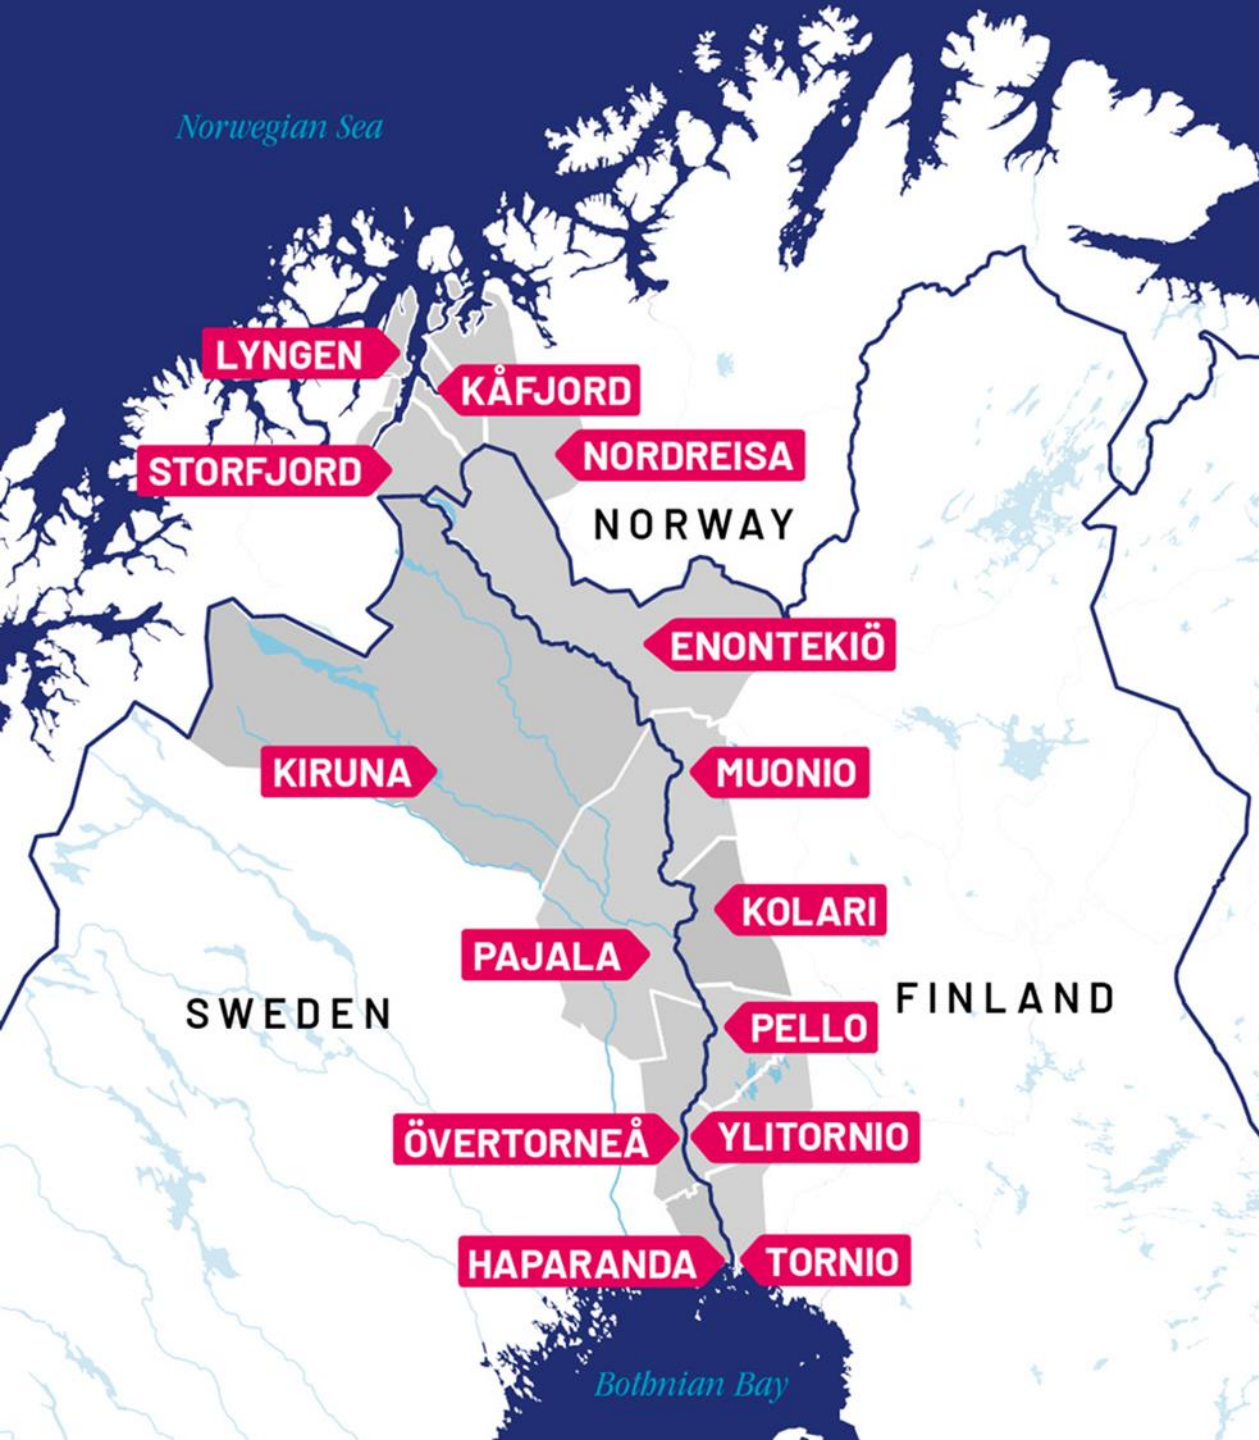 Norwegian Sea
LYNGEN
KÅFJORD
NORDREISA
STORFJORD
NORWAY
ENONTEKIÖ
KIRUNA
MUONIO
KOLARI
PAJALA
FINLAND
SWEDEN
PELLO
ÖVERTORNEÅ
YLITORNIO
HAPARANDA
TORNIO
Bothnian Bay